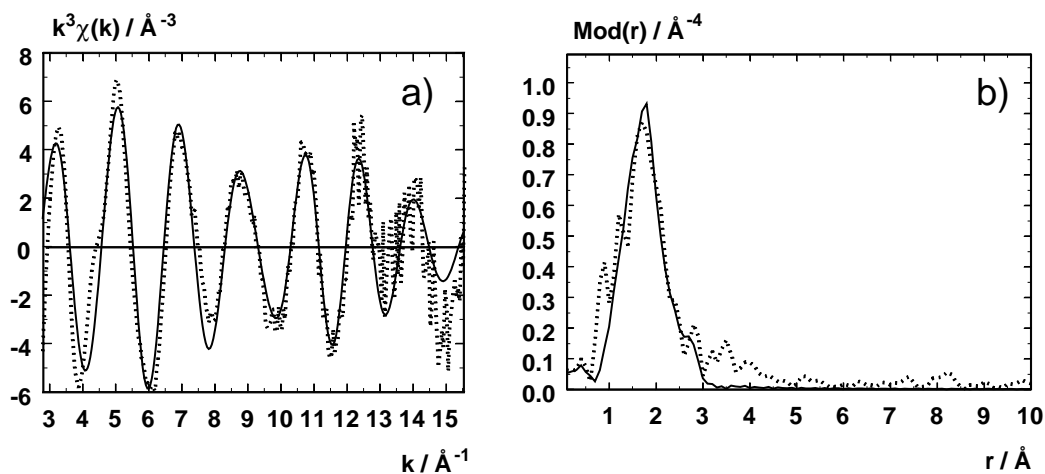 k³χ(k) / Å⁻³
8
6
4
2
0
-2
-4
-6
3 4 5 6 7 8 9 10 11 12 13 14 15
k / Å⁻¹
a)
Mod(r) / Å⁻⁴
1.0
0.9
0.8
0.7
0.6
0.5
0.4
0.3
0.2
0.1
0.0
1 2 3 4 5 6 7 8 9 10
r / Å
b)